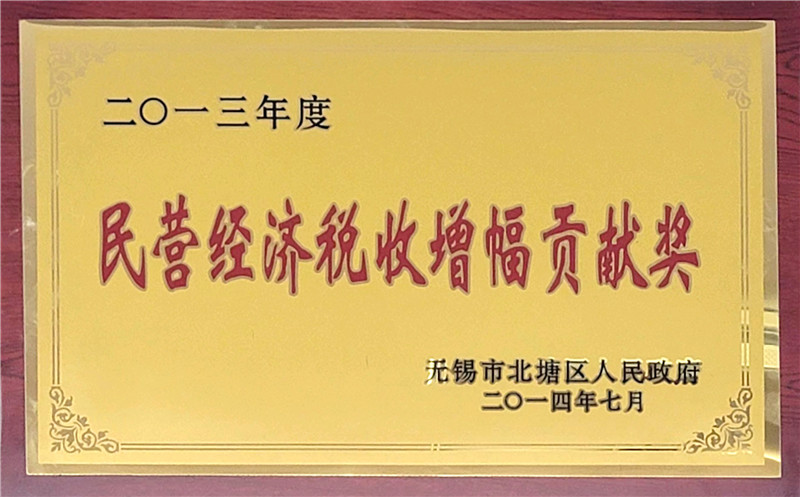 二〇一三年度
民营经济税收增幅贡献奖
无锡市北塘区人民政府
二〇一四年七月